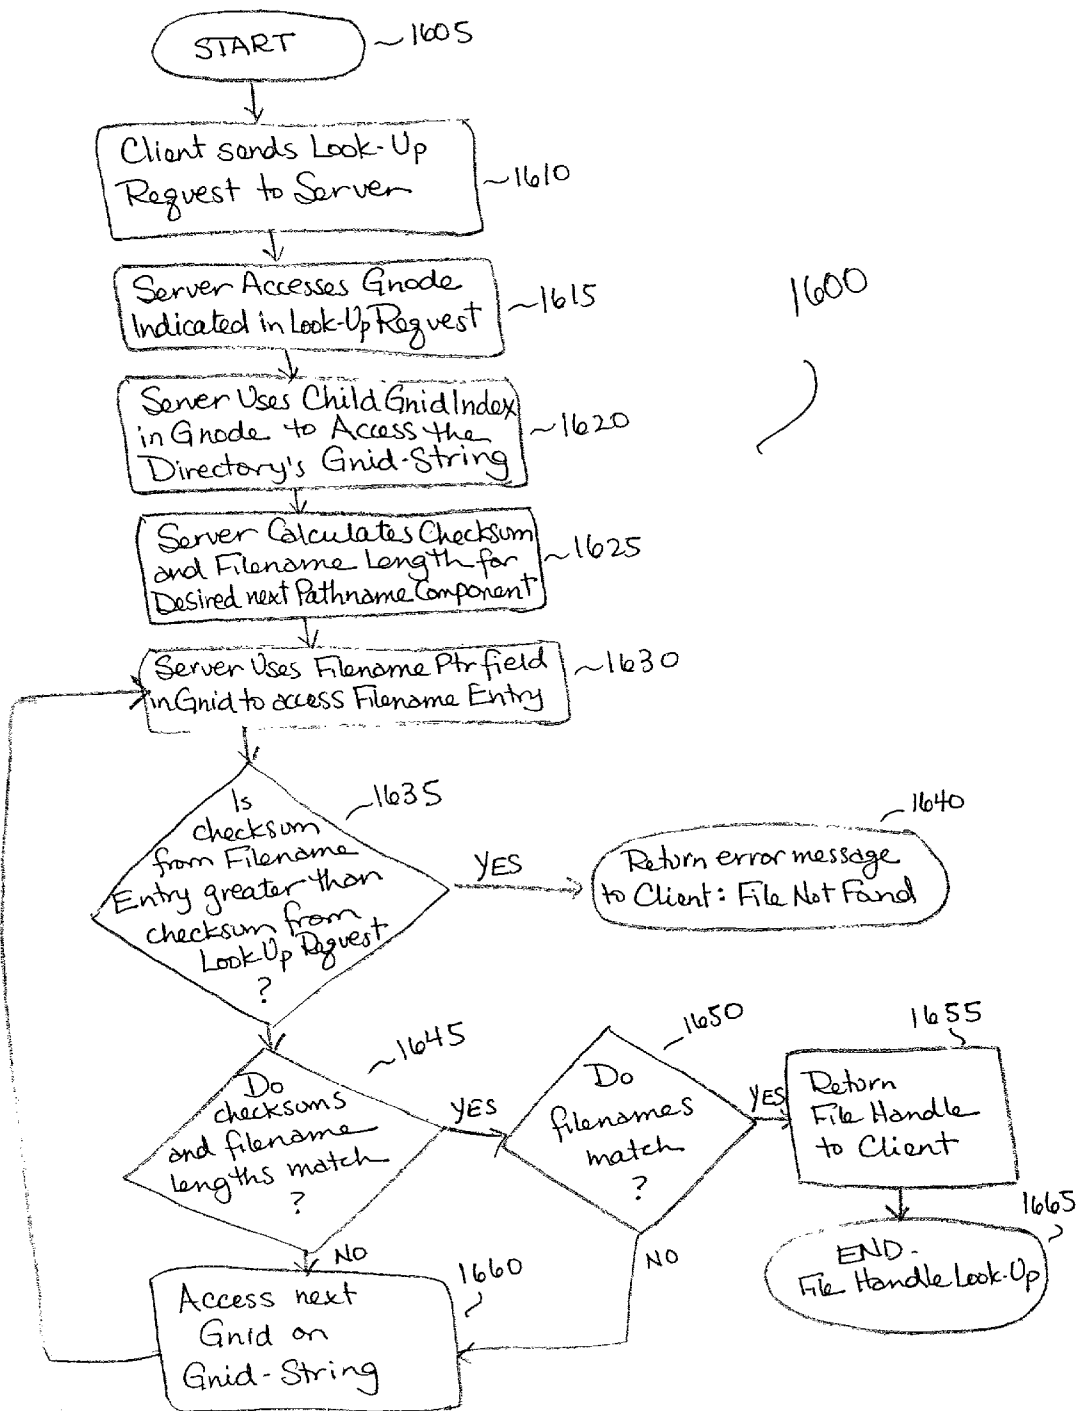 START
1605
Client sends Look-Up
Request to Server
1610
Server Accesses Gnode
Indicated in Look-Up Request
1615
1600
Server Uses Child Gnid Index
in Gnode to Access the
Directory's Gnid-String
1620
Server Calculates Checksum
and Filename Length for
Desired next Pathname Component
1625
Server Uses Filename Ptr field
in Gnid to access Filename Entry
1630
Is
checksum
from Filename
Entry greater than
checksum from
Look-Up Request
?
1635
YES
1640
Return error message
to Client: File Not Found
Do
checksums
and filename
lengths match
?
1645
YES
1650
Do
filenames
match
?
YES
1655
Return
File Handle
to Client
1665
END -
File Handle Look-Up
NO
NO
1660
Access next
Gnid on
Gnid-String